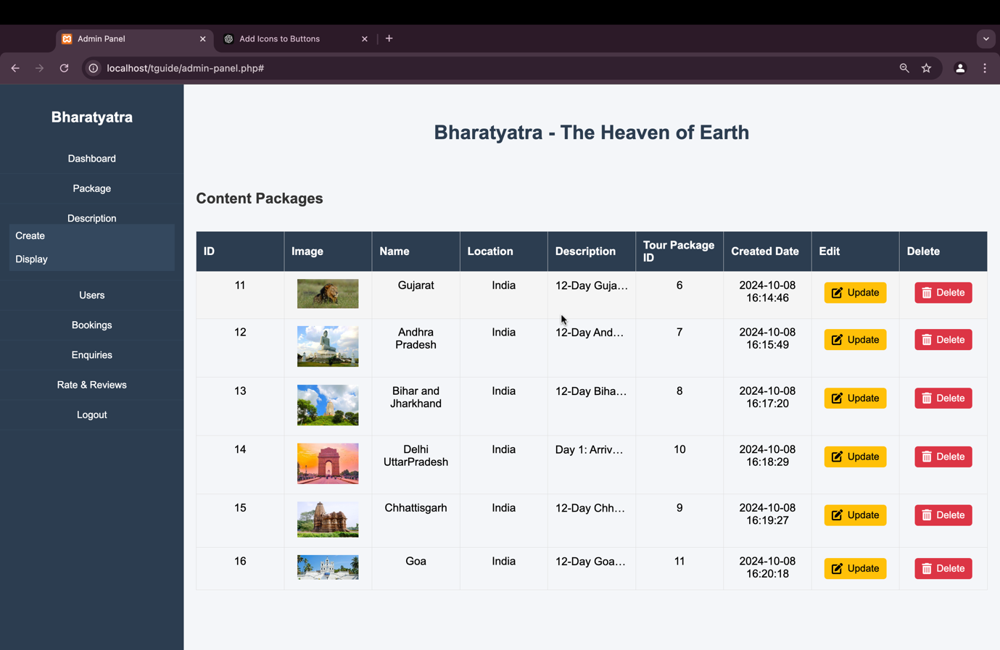 Admin Panel
Add Icons to Buttons
localhost/tguide/admin-panel.php#
Bharatyatra
Dashboard
Package
Description
Create
Display
Users
Bookings
Enquiries
Rate & Reviews
Logout
Bharatyatra - The Heaven of Earth
Content Packages
ID Image Name Location Description Tour Package ID Created Date Edit Delete
11 Gujarat India 12-Day Guja... 6 2024-10-08 16:14:46 Update Delete
12 Andhra Pradesh India 12-Day And... 7 2024-10-08 16:15:49 Update Delete
13 Bihar and Jharkhand India 12-Day Biha... 8 2024-10-08 16:17:20 Update Delete
14 Delhi UttarPradesh India Day 1: Arriv... 10 2024-10-08 16:18:29 Update Delete
15 Chhattisgarh India 12-Day Chh... 9 2024-10-08 16:19:27 Update Delete
16 Goa India 12-Day Goa... 11 2024-10-08 16:20:18 Update Delete